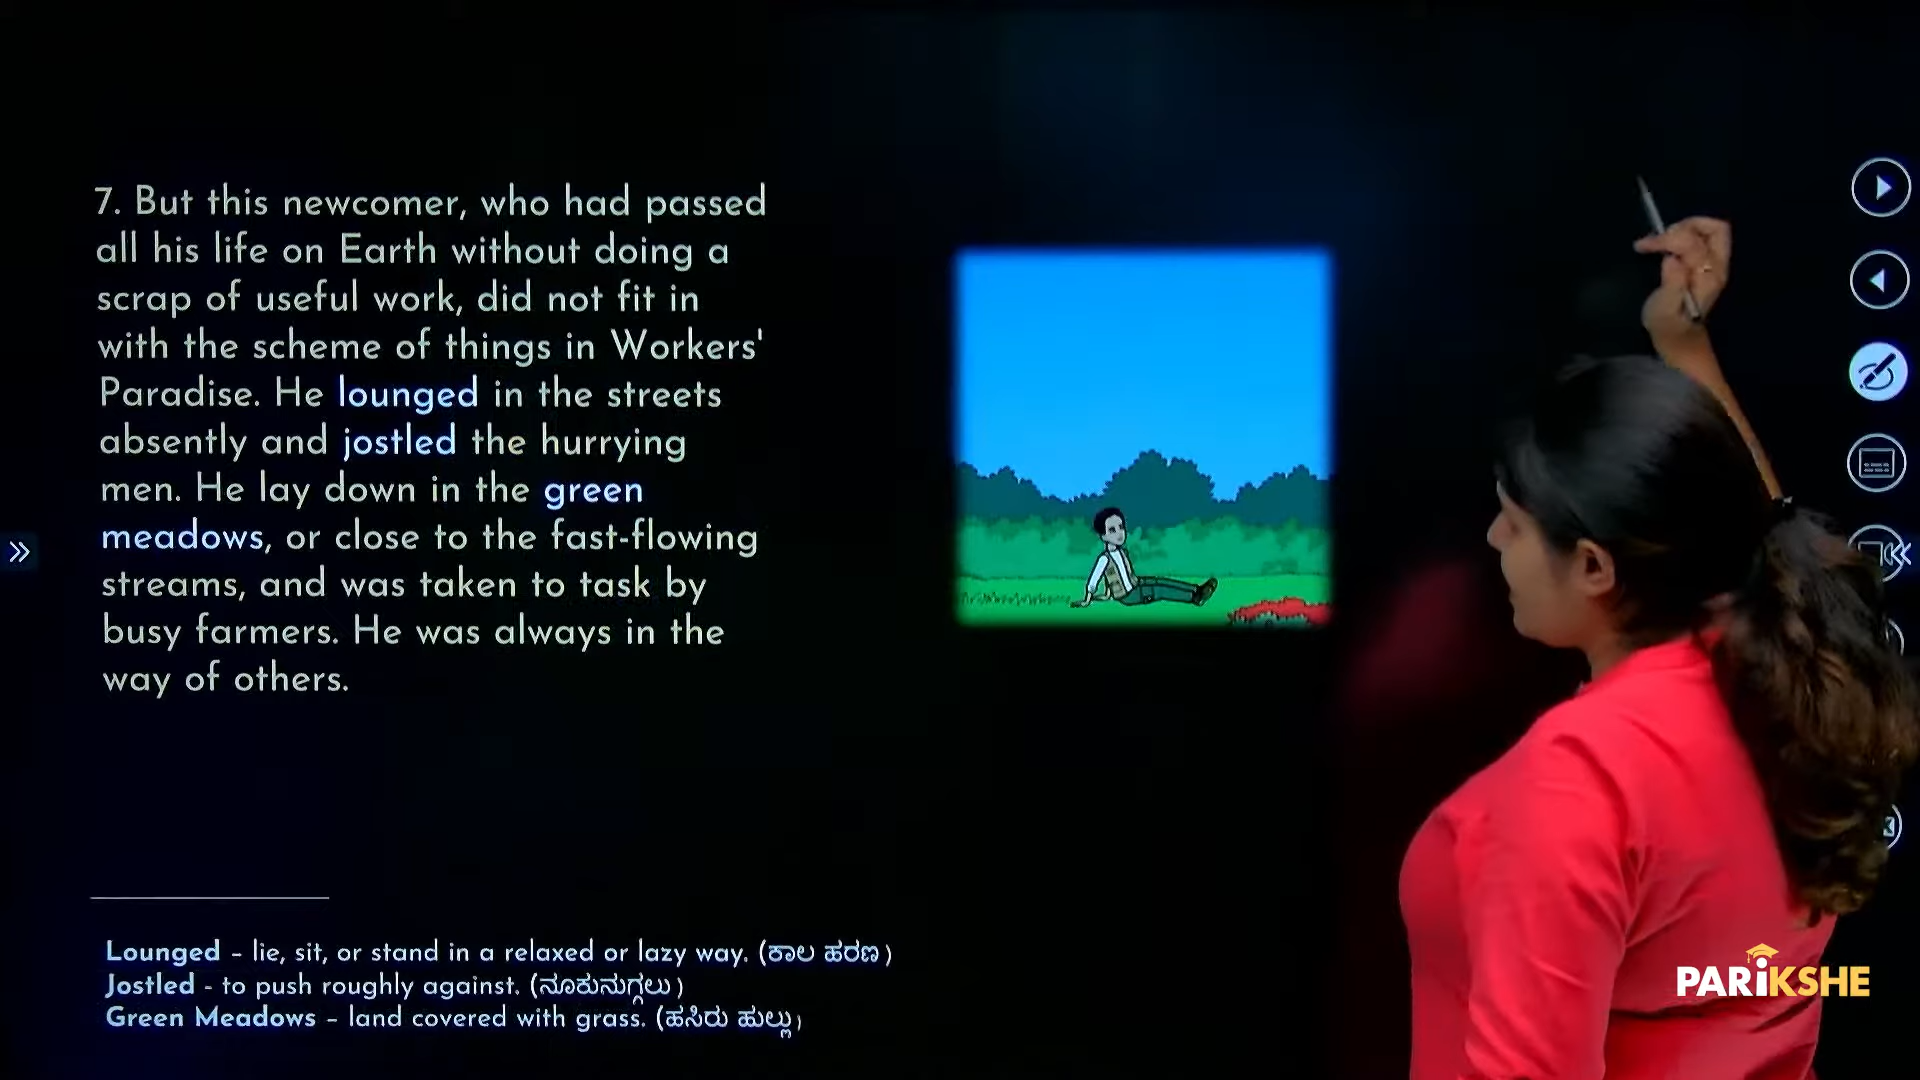 7. But this newcomer, who had passed
all his life on Earth without doing a
scrap of useful work, did not fit in
with the scheme of things in Workers'
Paradise. He lounged in the streets
absently and jostled the hurrying
men. He lay down in the green
meadows, or close to the fast-flowing
streams, and was taken to task by
busy farmers. He was always in the
way of others.
Lounged – lie, sit, or stand in a relaxed or lazy way. (ಕಾಲ ಹರಣ)
Jostled - to push roughly against. (ನೂಕುನುಗ್ಗಲು)
Green Meadows – land covered with grass. (ಹಸಿರು ಹುಲ್ಲು)
PARIKSHE